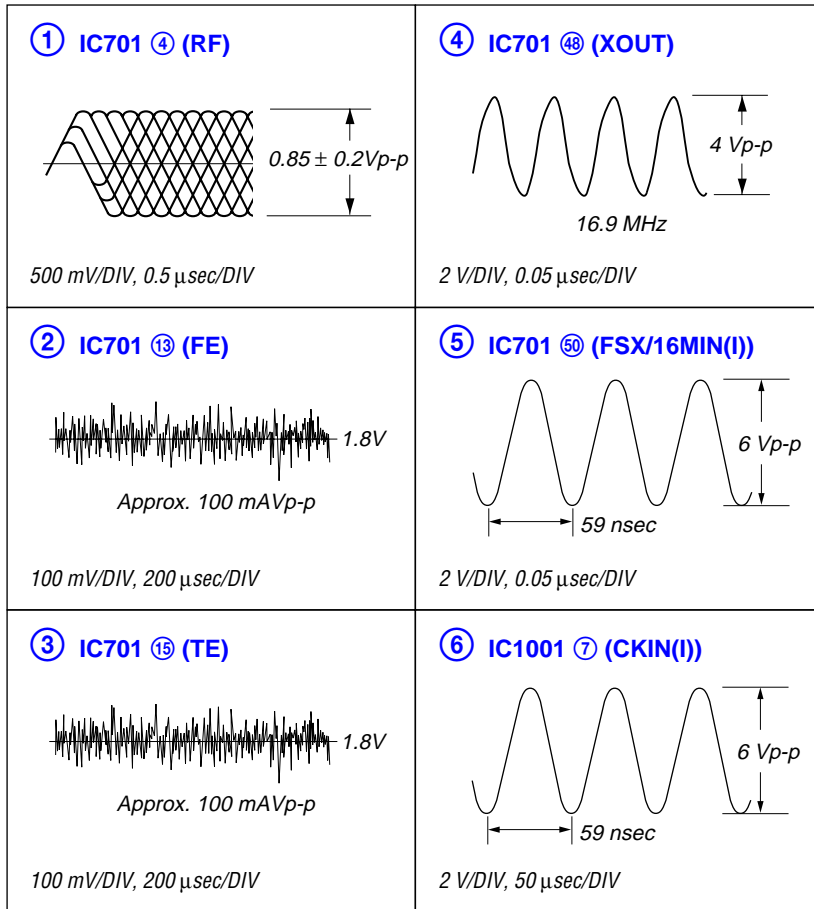 ① IC701 ④ (RF)
0.85 ± 0.2Vp-p
500 mV/DIV, 0.5 μsec/DIV
② IC701 ⑬ (FE)
1.8V
Approx. 100 mAVp-p
100 mV/DIV, 200 μsec/DIV
③ IC701 ⑮ (TE)
1.8V
Approx. 100 mAVp-p
100 mV/DIV, 200 μsec/DIV
④ IC701 ㊽ (XOUT)
4 Vp-p
16.9 MHz
2 V/DIV, 0.05 μsec/DIV
⑤ IC701 ㊿ (FSX/16MIN(I))
6 Vp-p
59 nsec
2 V/DIV, 0.05 μsec/DIV
⑥ IC1001 ⑦ (CKIN(I))
6 Vp-p
59 nsec
2 V/DIV, 50 μsec/DIV